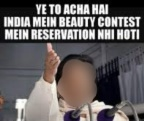 YE TO ACHA HAI
INDIA MEIN BEAUTY CONTEST
MEIN RESERVATION NHI HOTI